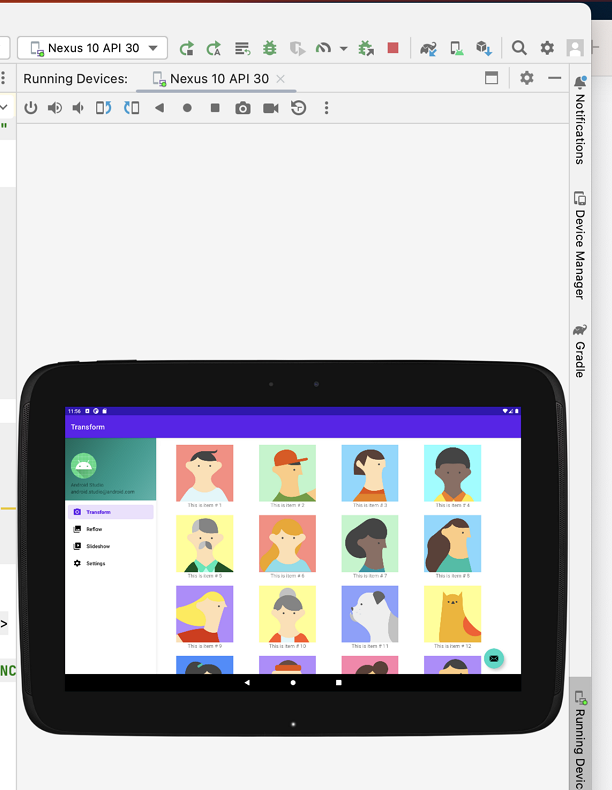 Nexus 10 API 30
Running Devices:
Nexus 10 API 30
"
Notifications
Device Manager
Gradle
11:56
Transform
Android Studio
android.studio@android.com
Transform
Reflow
Slideshow
Settings
This is item # 1
This is item # 2
This is item # 3
This is item # 4
This is item # 5
This is item # 6
This is item # 7
This is item # 8
This is item # 9
This is item # 10
This is item # 11
This is item # 12
>
NC
Running Devic